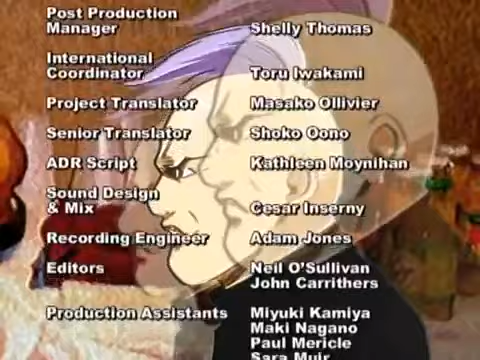 Post Production
Manager Shelly Thomas
International
Coordinator Toru Iwakami
Project Translator Masako Ollivier
Senior Translator Shoko Oono
ADR Script Kathleen Moynihan
Sound Design
& Mix Cesar Inserny
Recording Engineer Adam Jones
Editors Neil O'Sullivan
John Carrithers
Production Assistants Miyuki Kamiya
Maki Nagano
Paul Mericle
Sara Muir